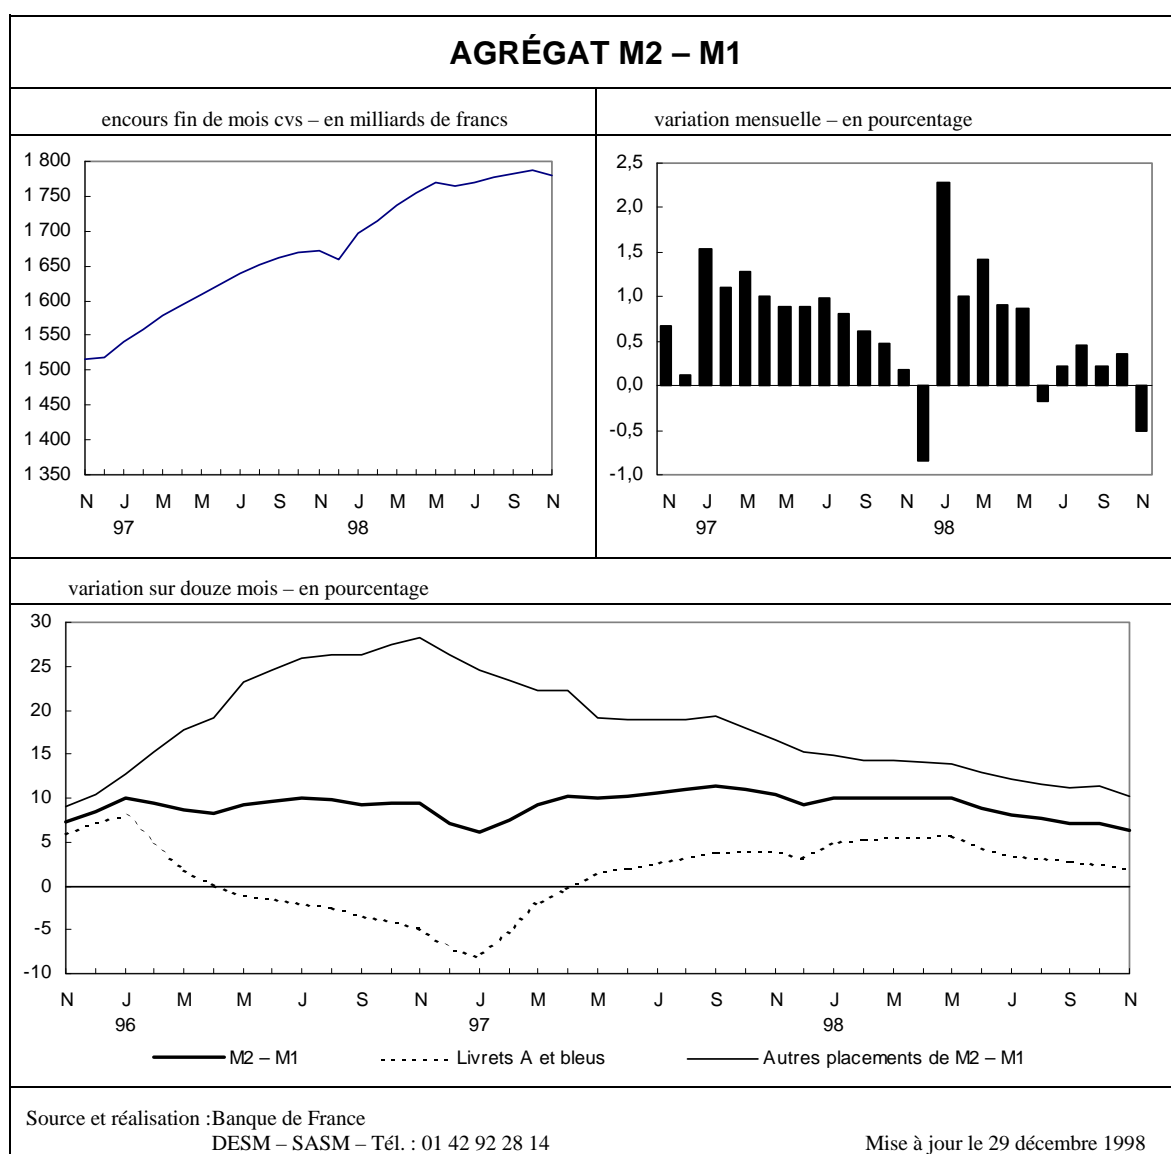 AGRÉGAT M2 – M1
encours fin de mois cvs – en milliards de francs
1 800
1 750
1 700
1 650
1 600
1 550
1 500
1 450
1 400
1 350
N J M M J S N J M M J S N
97 98
variation mensuelle – en pourcentage
2,5
2,0
1,5
1,0
0,5
0,0
-0,5
-1,0
N J M M J S N J M M J S N
97 98
variation sur douze mois – en pourcentage
30
25
20
15
10
5
0
-5
-10
N J M M J S N J M M J S N J M M J S N
96 97 98
M2 – M1 Livrets A et bleus Autres placements de M2 – M1
Source et réalisation :Banque de France
DESM – SASM – Tél. : 01 42 92 28 14 Mise à jour le 29 décembre 1998